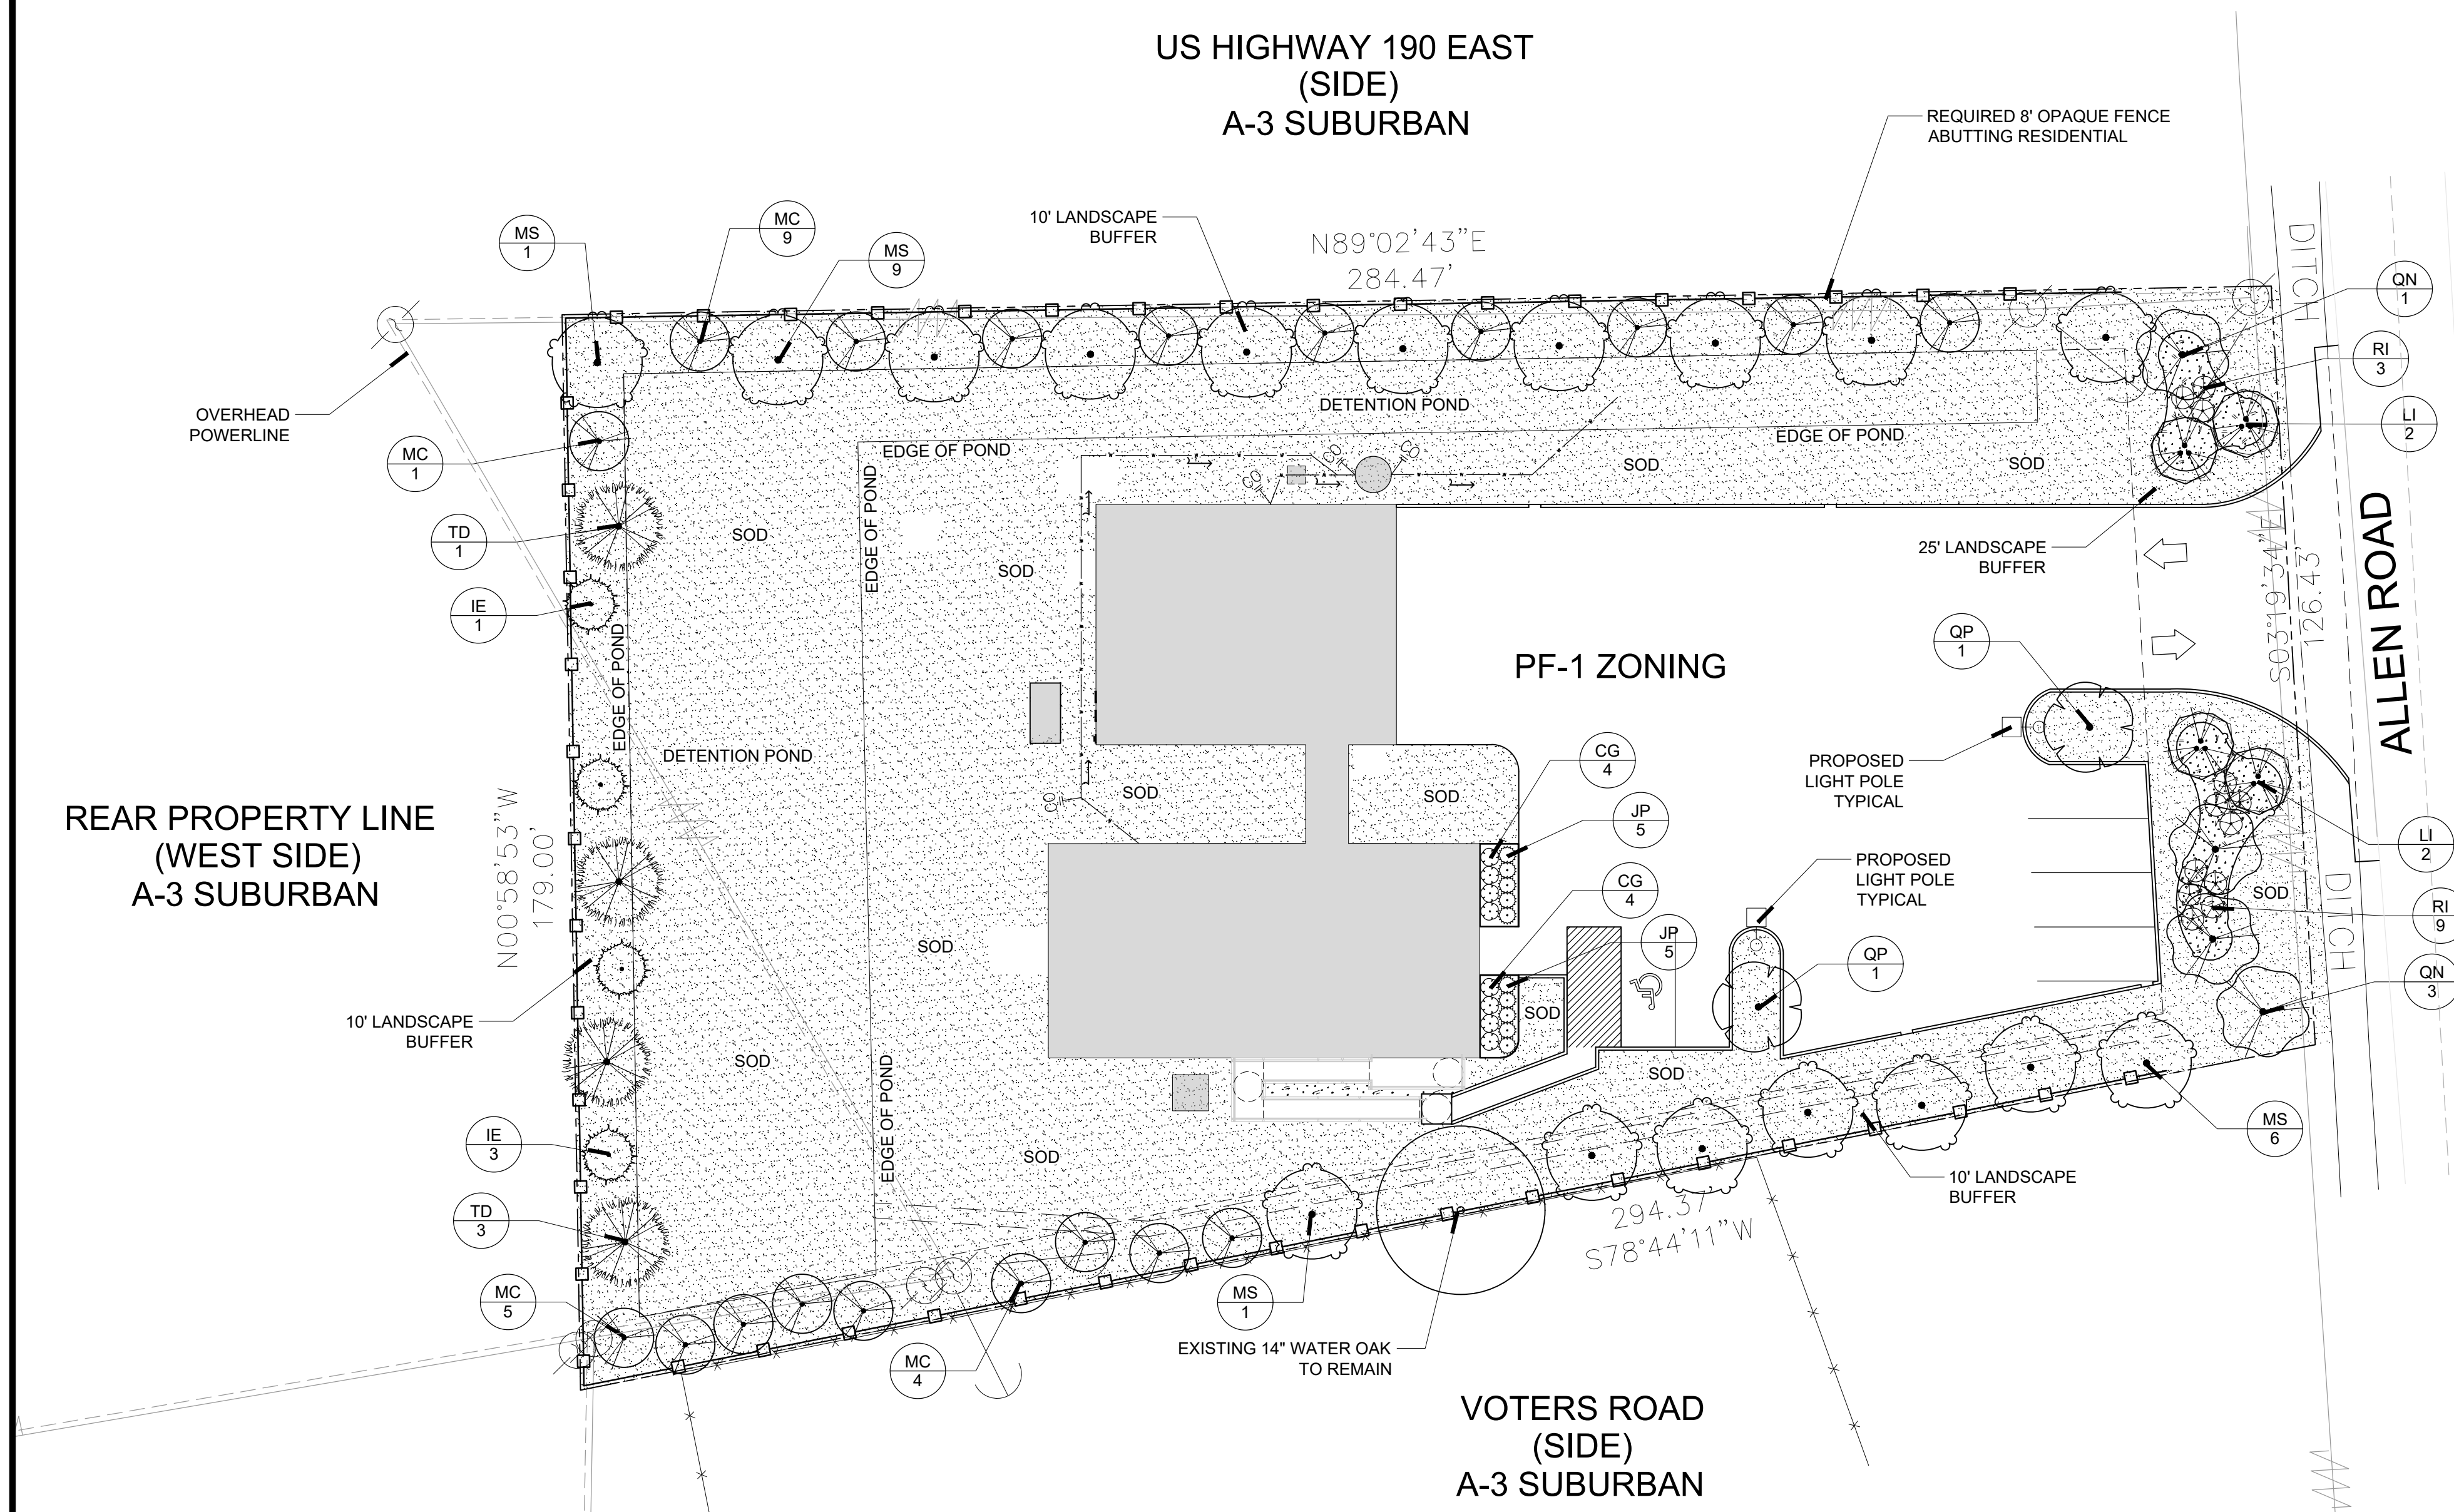 US HIGHWAY 190 EAST
(SIDE)
A-3 SUBURBAN
REQUIRED 8' OPAQUE FENCE
ABUTTING RESIDENTIAL
10' LANDSCAPE
BUFFER
N89°02'43"E
284.47'
MS
1
MC
9
MS
9
DITCH
QN
1
RI
3
LI
2
OVERHEAD
POWERLINE
MC
1
TD
1
IE
1
DETENTION POND
EDGE OF POND
EDGE OF POND
SOD
SOD
CO
CO
CO
EDGE OF POND
SOD
SOD
25' LANDSCAPE
BUFFER
S03°19'34"E
126.43'
ALLEN ROAD
PF-1 ZONING
QP
1
EDGE OF POND
DETENTION POND
CO
SOD
SOD
CG
4
JP
5
PROPOSED
LIGHT POLE
TYPICAL
REAR PROPERTY LINE
(WEST SIDE)
A-3 SUBURBAN
N00°58'53"W
179.00'
CG
4
JP
5
PROPOSED
LIGHT POLE
TYPICAL
LI
2
SOD
RI
9
DITCH
SOD
QP
1
QN
3
10' LANDSCAPE
BUFFER
SOD
SOD
SOD
EDGE OF POND
SOD
IE
3
TD
3
MC
5
MC
4
MS
1
EXISTING 14" WATER OAK
TO REMAIN
294.37'
S78°44'11"W
10' LANDSCAPE
BUFFER
MS
6
VOTERS ROAD
(SIDE)
A-3 SUBURBAN